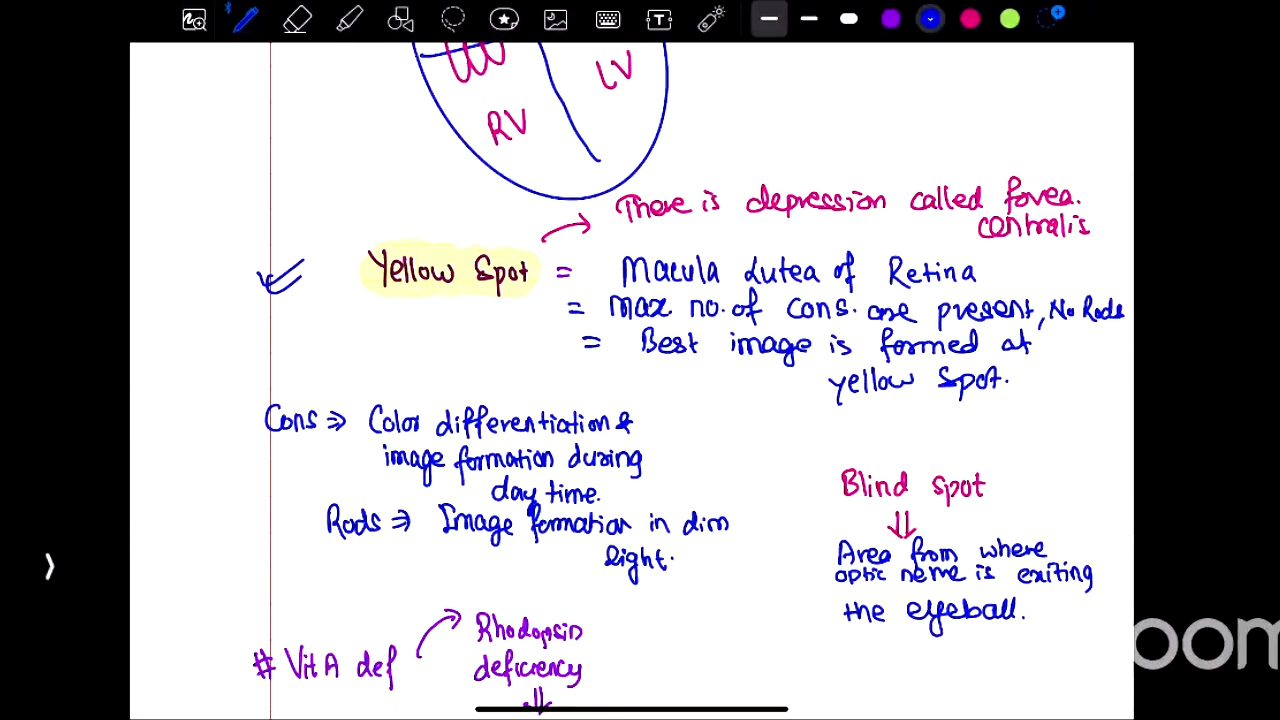 LV
RV
There is depression called fovea.
centralis
Yellow Spot = Macula Lutea of Retina
= Max no. of Cons. are present, No Rods
= Best image is formed at
yellow spot.
Cons ⇒ Color differentiation &
image formation during
day time.
Rods ⇒ Image formation in dim
light.
Blind spot
⇓
Area from where
optic nerve is exiting
the eyeball.
Rhodopsin
# Vit A def
deficiency
oom